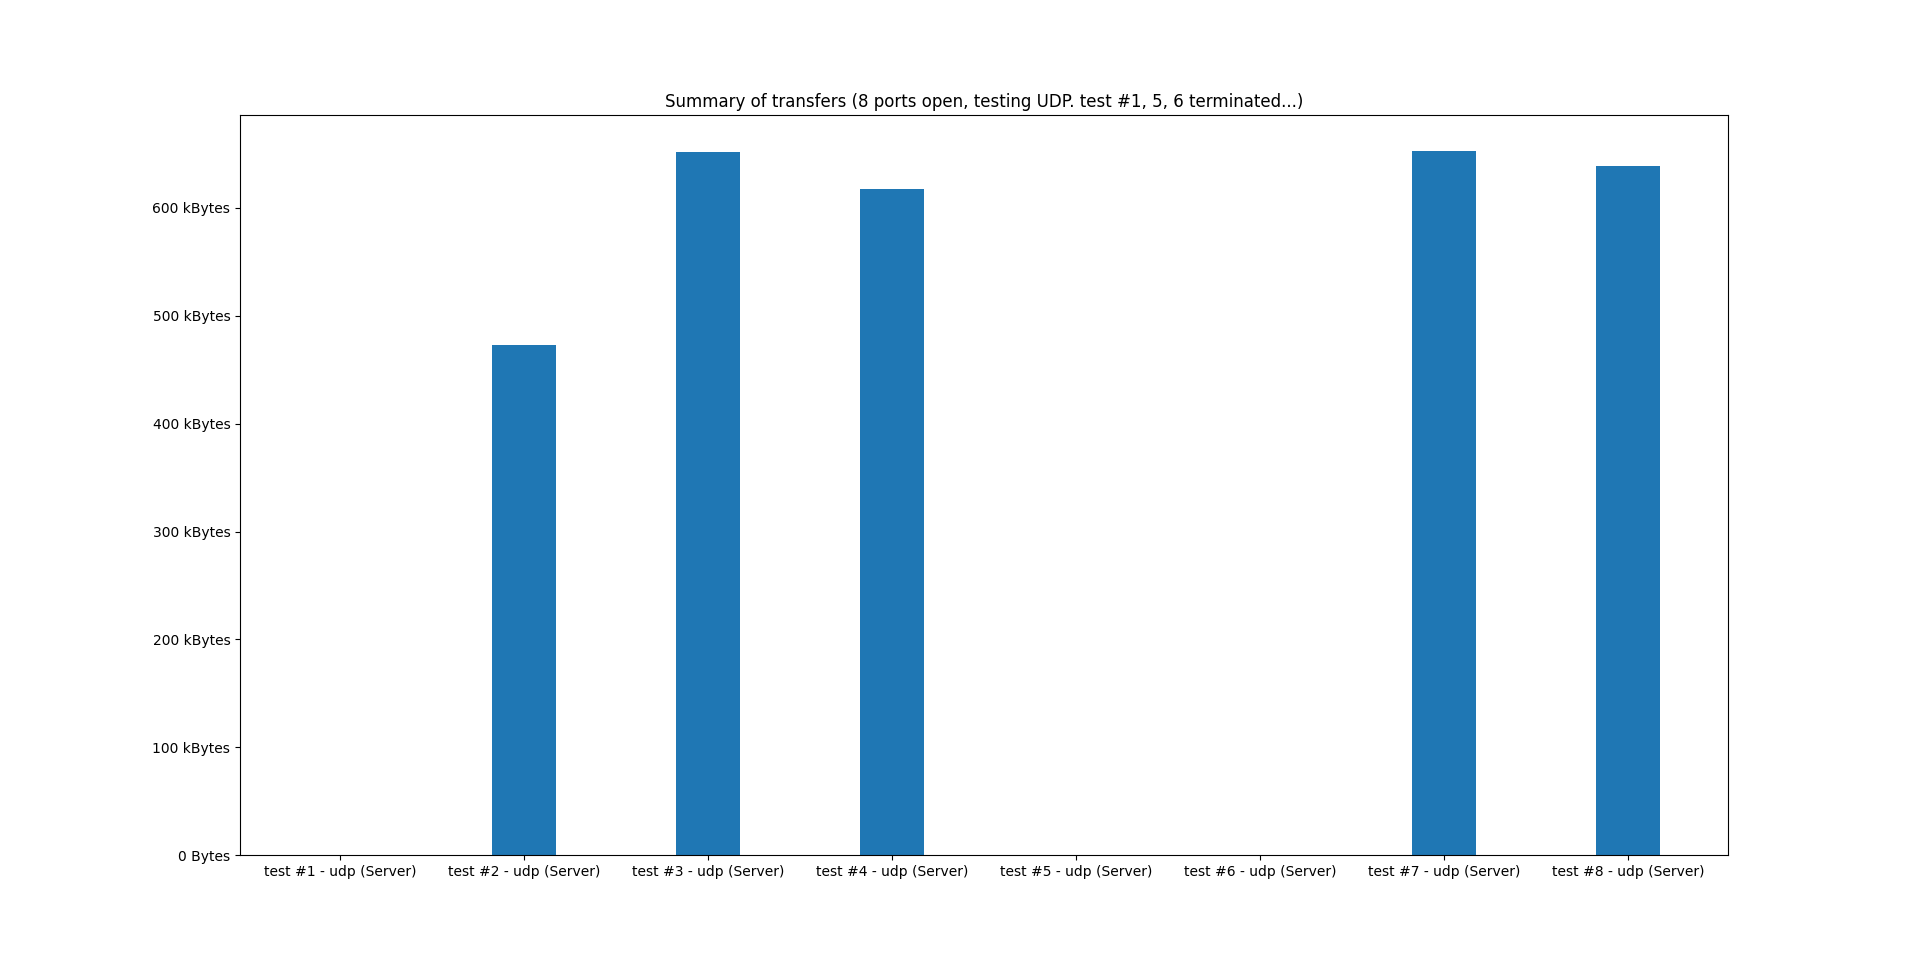 Summary of transfers (8 ports open, testing UDP. test #1, 5, 6 terminated...)
600 kBytes
500 kBytes
400 kBytes
300 kBytes
200 kBytes
100 kBytes
0 Bytes
test #1 - udp (Server) test #2 - udp (Server) test #3 - udp (Server) test #4 - udp (Server) test #5 - udp (Server) test #6 - udp (Server) test #7 - udp (Server) test #8 - udp (Server)